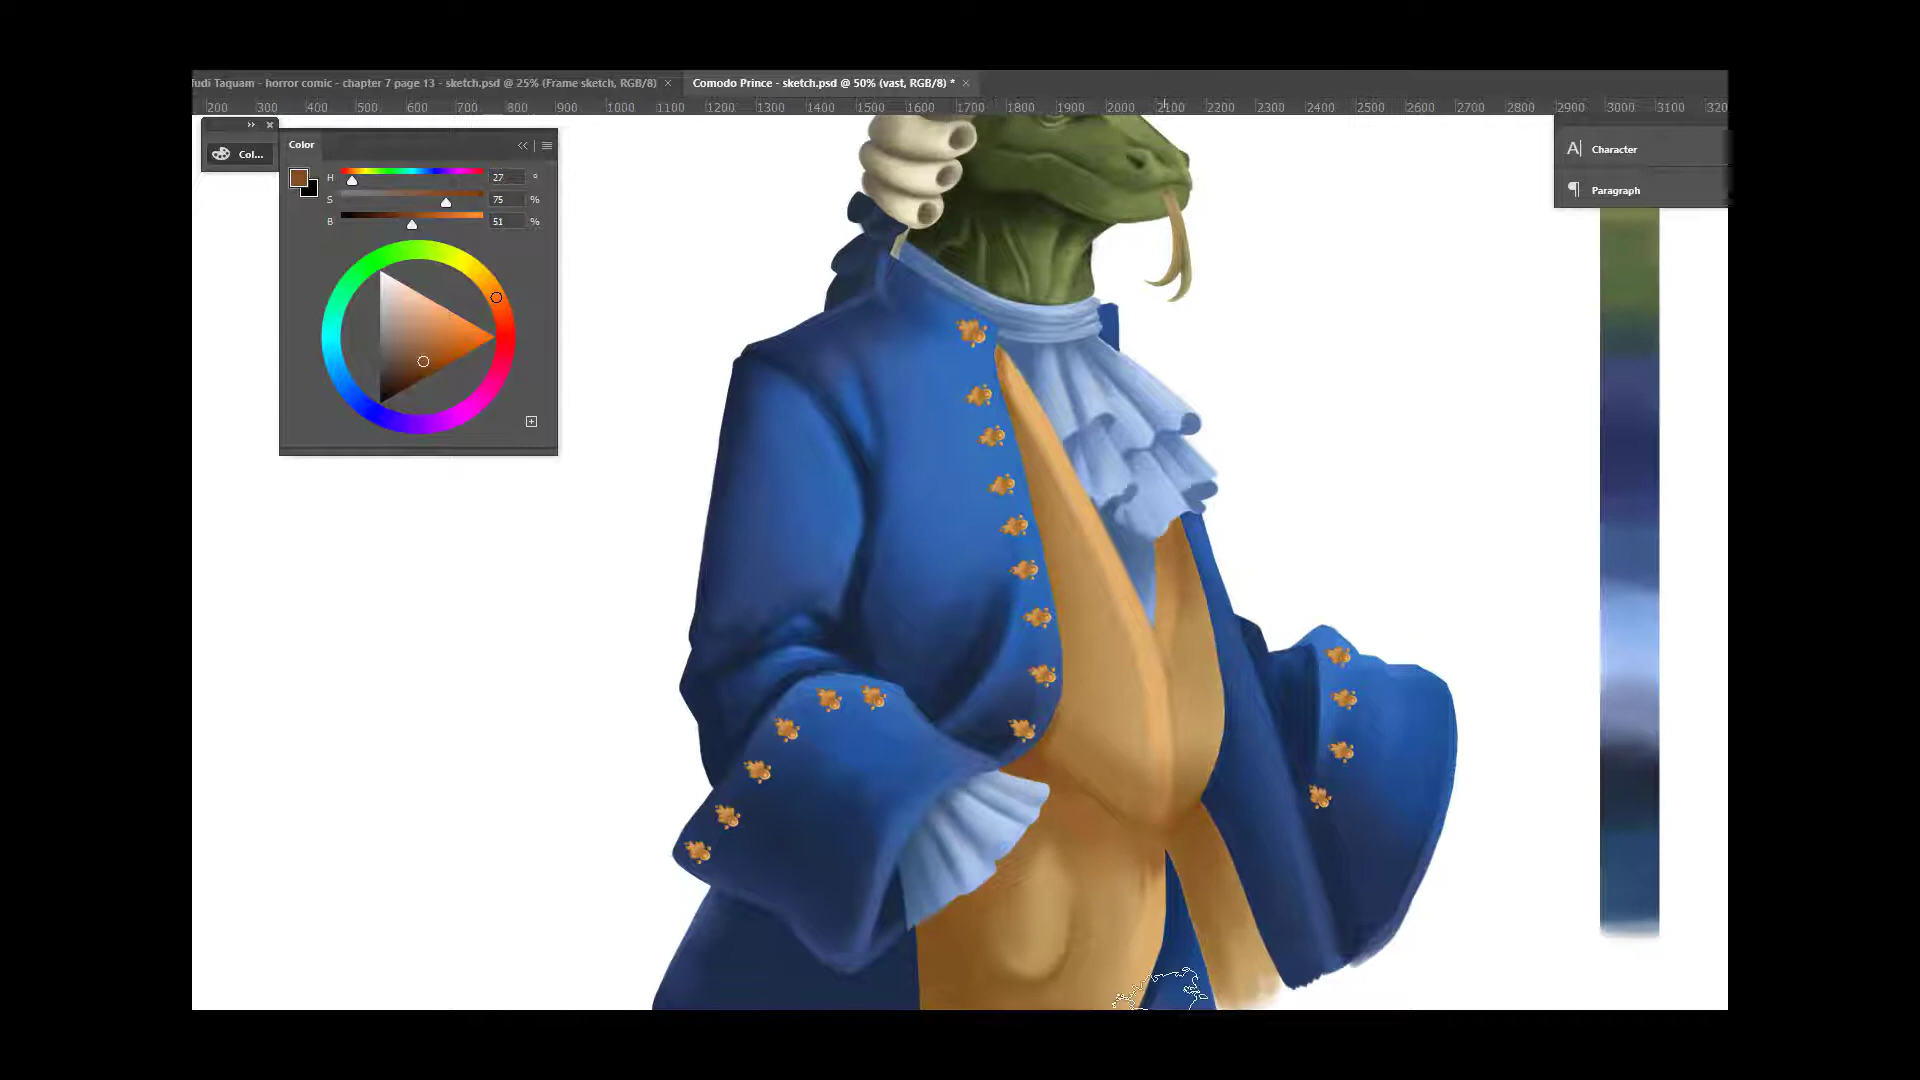 fudi Taquam - horror comic - chapter 7 page 13 - sketch.psd @ 25% (Frame sketch, RGB/8) × Comodo Prince - sketch.psd @ 50% (vast, RGB/8) * ×
200 300 400 500 600 700 800 900 1000 1100 1200 1300 1400 1500 1600 1700 1800 1900 2000 2100 2200 2300 2400 2500 2600 2700 2800 2900 3000 3100 320
Col...
Color
H 27 °
S 75 %
B 51 %
Character
Paragraph